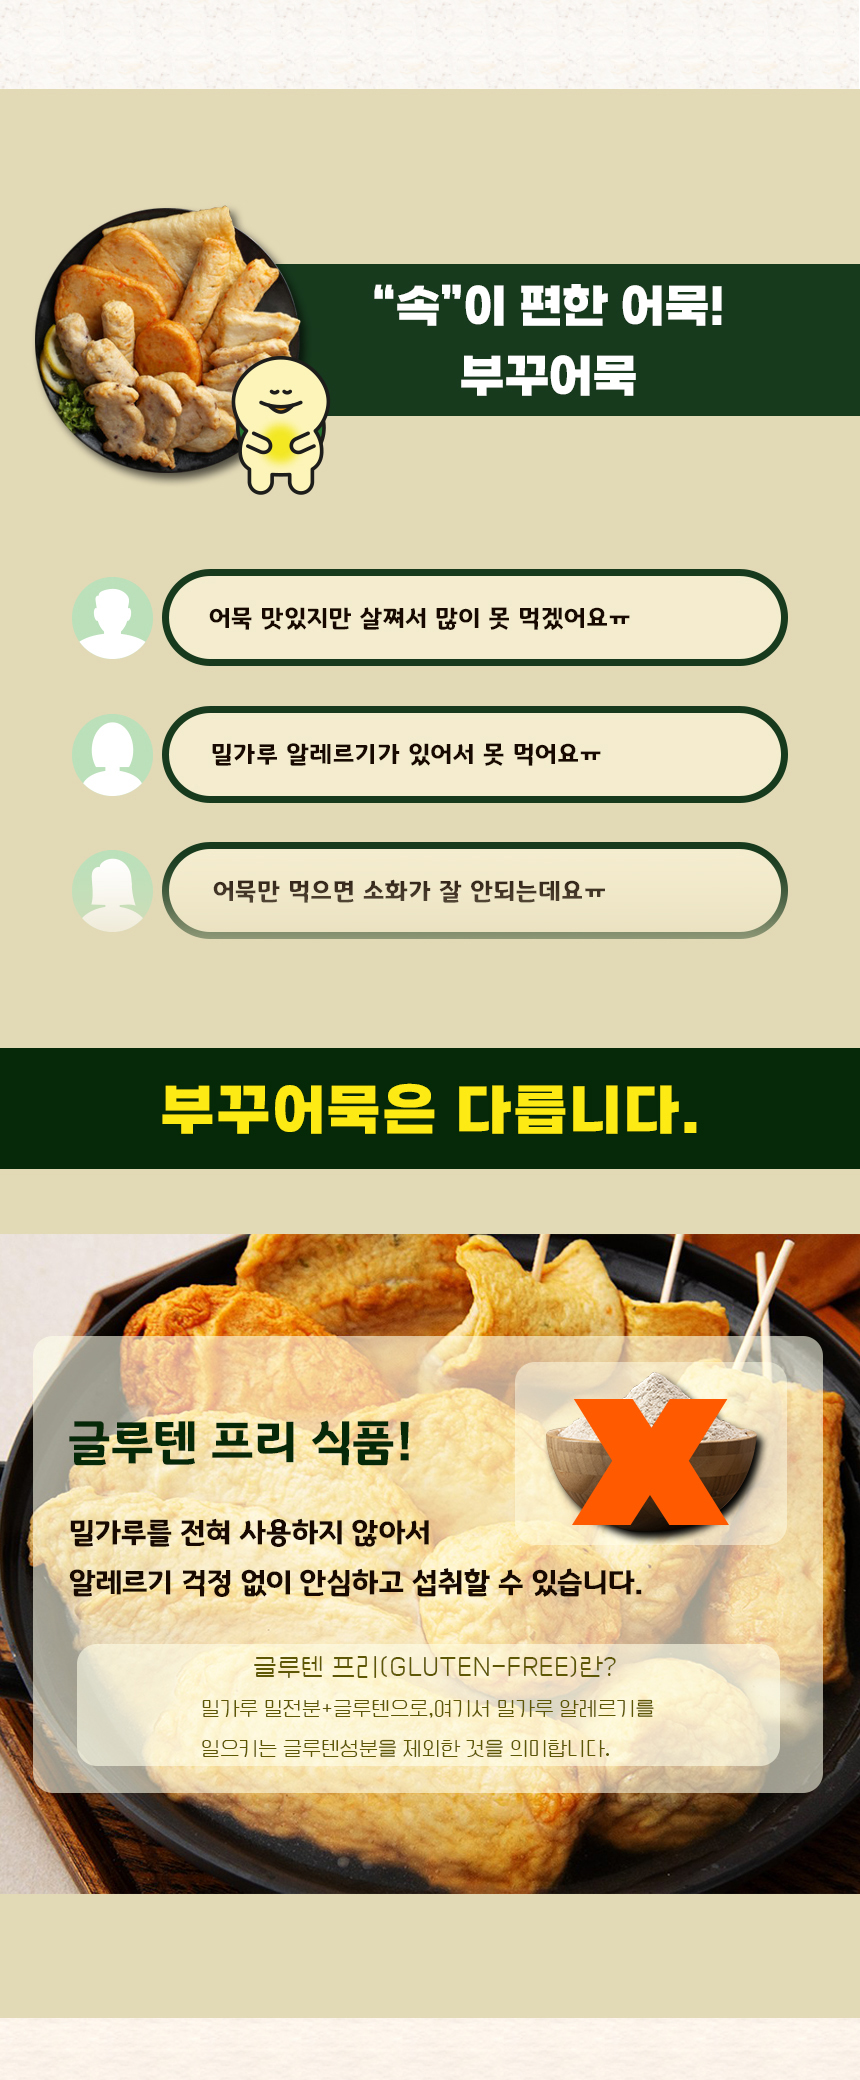 “속”이 편한 어묵!
부꾸어묵
어묵 맛있지만 살쪄서 많이 못 먹겠어요ㅠ
밀가루 알레르기가 있어서 못 먹어요ㅠ
어묵만 먹으면 소화가 잘 안되는데요ㅠ
부꾸어묵은 다릅니다.
글루텐 프리 식품!
밀가루를 전혀 사용하지 않아서
알레르기 걱정 없이 안심하고 섭취할 수 있습니다.
글루텐 프리(GLUTEN-FREE)란?
밀가루 밀전분+글루텐으로,여기서 밀가루 알레르기를
일으키는 글루텐성분을 제외한 것을 의미합니다.